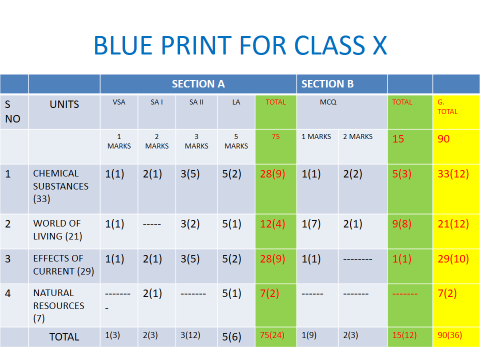 BLUE PRINT FOR CLASS X
SECTION A SECTION B
S NO UNITS VSA SA I SA II LA TOTAL MCQ TOTAL G. TOTAL
1 MARKS 2 MARKS 3 MARKS 5 MARKS 75 1 MARKS 2 MARKS 15 90
1 CHEMICAL SUBSTANCES (33) 1(1) 2(1) 3(5) 5(2) 28(9) 1(1) 2(2) 5(3) 33(12)
2 WORLD OF LIVING (21) 1(1) ----- 3(2) 5(1) 12(4) 1(7) 2(1) 9(8) 21(12)
3 EFFECTS OF CURRENT (29) 1(1) 2(1) 3(5) 5(2) 28(9) 1(1) -------- 1(1) 29(10)
4 NATURAL RESOURCES (7) -------- 2(1) ------- 5(1) 7(2) ------ ------- ------- 7(2)
TOTAL 1(3) 2(3) 3(12) 5(6) 75(24) 1(9) 2(3) 15(12) 90(36)